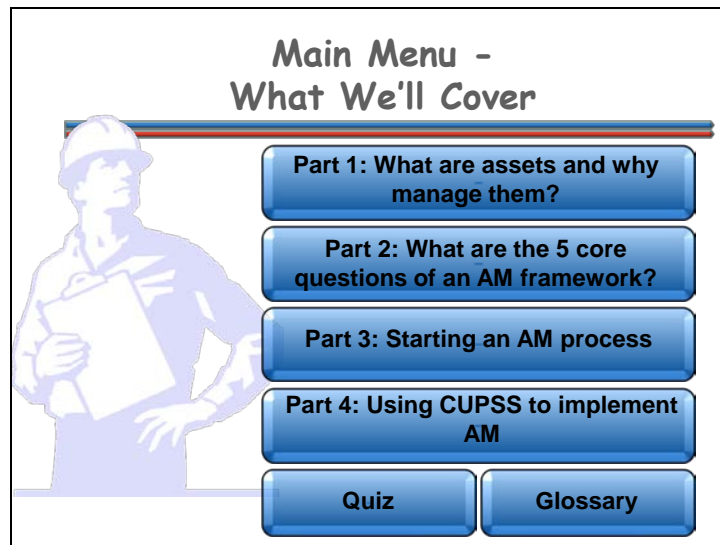 Main Menu -
What We'll Cover
Part 1: What are assets and why
manage them?
Part 2: What are the 5 core
questions of an AM framework?
Part 3: Starting an AM process
Part 4: Using CUPSS to implement
AM
Quiz
Glossary